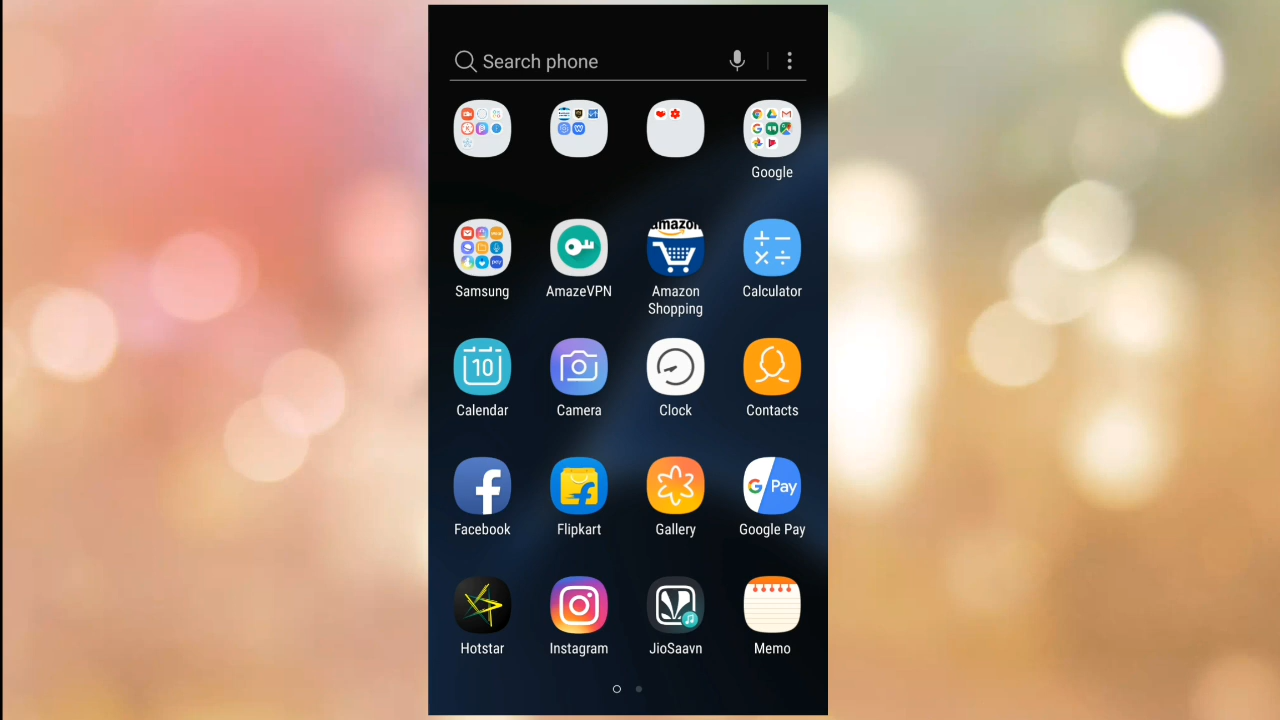 Search phone
Google
amazon
Samsung
AmazeVPN
Amazon
Shopping
Calculator
10
Calendar
Camera
Clock
Contacts
G Pay
Facebook
Flipkart
Gallery
Google Pay
Hotstar
Instagram
JioSaavn
Memo